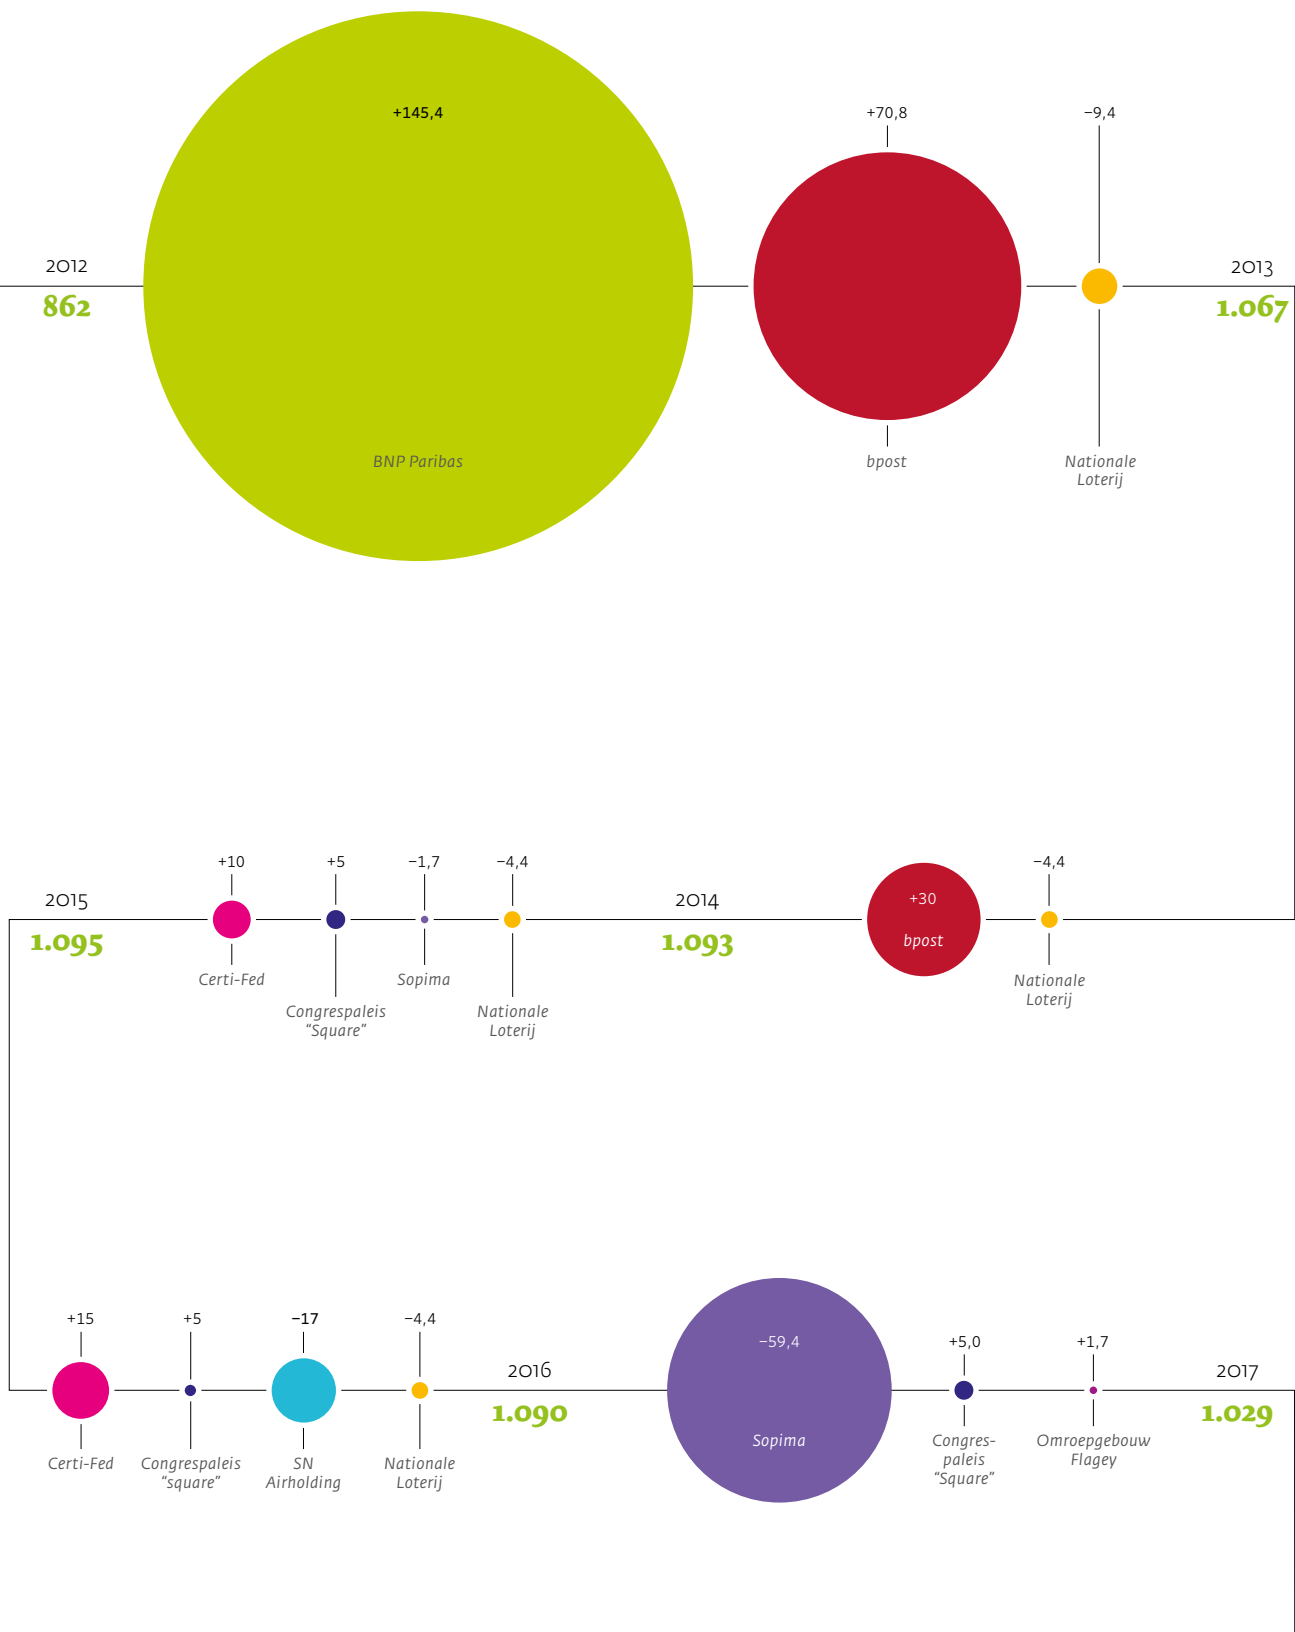 +145,4
+70,8
−9,4
2012
862
2013
1.067
BNP Paribas
bpost
Nationale
Loterij
+10
+5
−1,7
−4,4
−4,4
2015
1.095
2014
1.093
+30
bpost
Certi-Fed
Congrespaleis
“Square”
Sopima
Nationale
Loterij
Nationale
Loterij
+15
+5
−17
−4,4
2016
1.090
−59,4
Sopima
+5,0
+1,7
2017
1.029
Certi-Fed
Congrespaleis
“square”
SN
Airholding
Nationale
Loterij
Congres-
paleis
“Square”
Omroepgebouw
Flagey